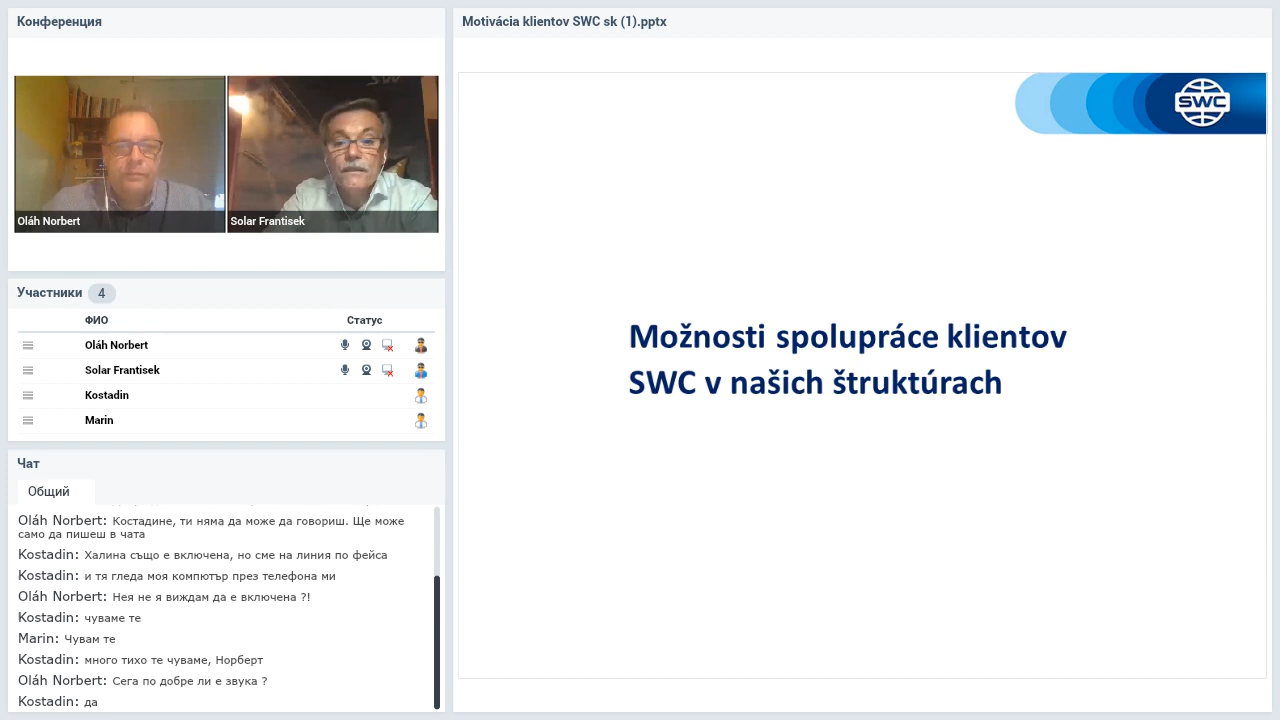 Конференция
Oláh Norbert
Solar Frantisek
Участники 4
ФИО Статус
Oláh Norbert
Solar Frantisek
Kostadin
Marin
Чат
Общий
Oláh Norbert: Костадине, ти няма да може да говориш. Ще може
само да пишеш в чата
Kostadin: Халина също е включена, но сме на линия по фейса
Kostadin: и тя гледа моя компютър през телефона ми
Oláh Norbert: Нея не я виждам да е включена ?!
Kostadin: чуваме те
Marin: Чувам те
Kostadin: много тихо те чуваме, Норберт
Oláh Norbert: Сега по добре ли е звука ?
Kostadin: да
Motivácia klientov SWC sk (1).pptx
SWC
Možnosti spolupráce klientov
SWC v našich štruktúrach